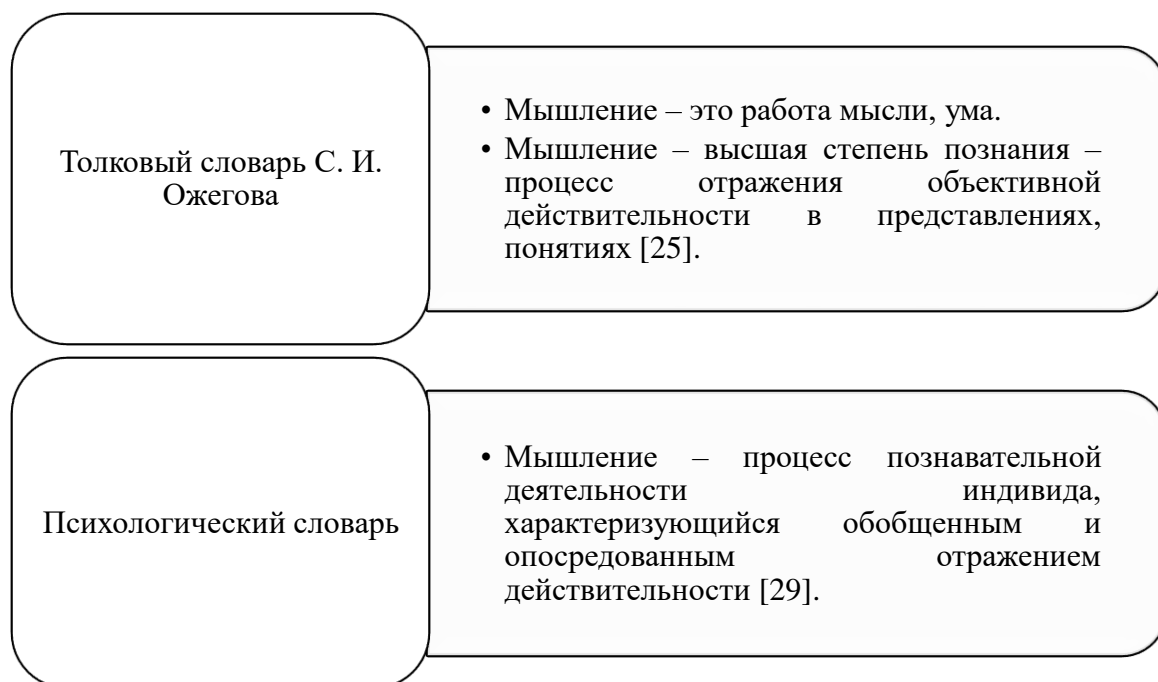 Толковый словарь С. И.
Ожегова
• Мышление – это работа мысли, ума.
• Мышление – высшая степень познания –
процесс отражения объективной
действительности в представлениях,
понятиях [25].
Психологический словарь
• Мышление – процесс познавательной
деятельности индивида,
характеризующийся обобщенным и
опосредованным отражением
действительности [29].